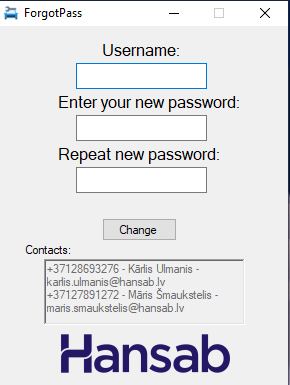 ForgotPass
Username:
Enter your new password:
Repeat new password:
Change
Contacts:
+37128693276 - Kārlis Ulmanis -
karlis.ulmanis@hansab.lv
+37127891272 - Māris Šmaukstelis -
maris.smaukstelis@hansab.lv
Hansab